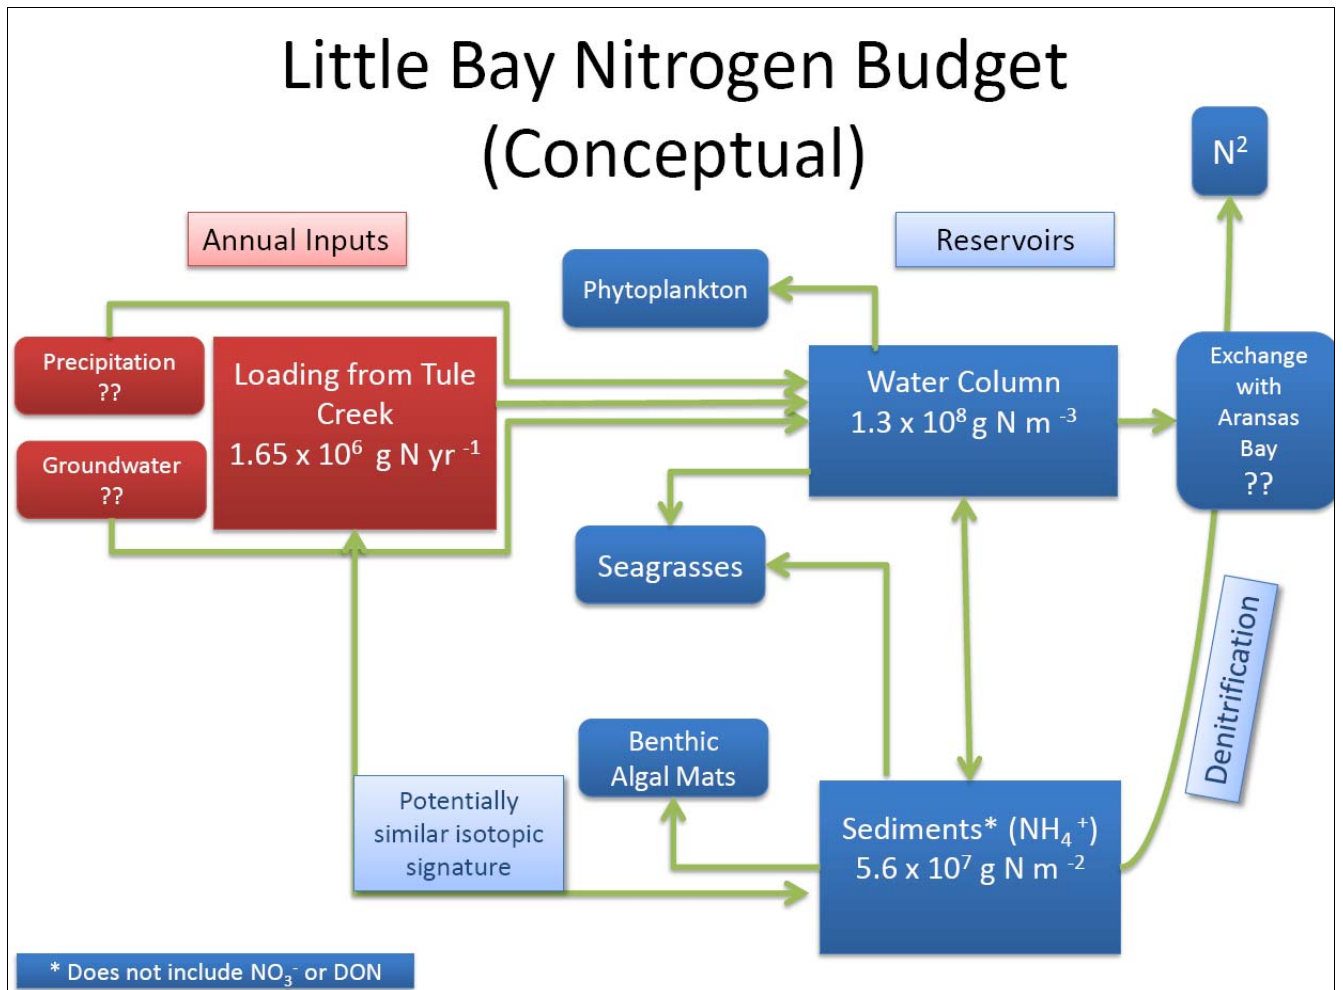 Little Bay Nitrogen Budget
(Conceptual)
N²
Annual Inputs
Reservoirs
Phytoplankton
Precipitation
??
Loading from Tule
Creek
1.65 x 10⁶ g N yr ⁻¹
Groundwater
??
Water Column
1.3 x 10⁸ g N m ⁻³
Exchange
with
Aransas
Bay
??
Seagrasses
Denitrification
Benthic
Algal Mats
Potentially
similar isotopic
signature
Sediments* (NH₄⁺)
5.6 x 10⁷ g N m ⁻²
* Does not include NO₃⁻ or DON